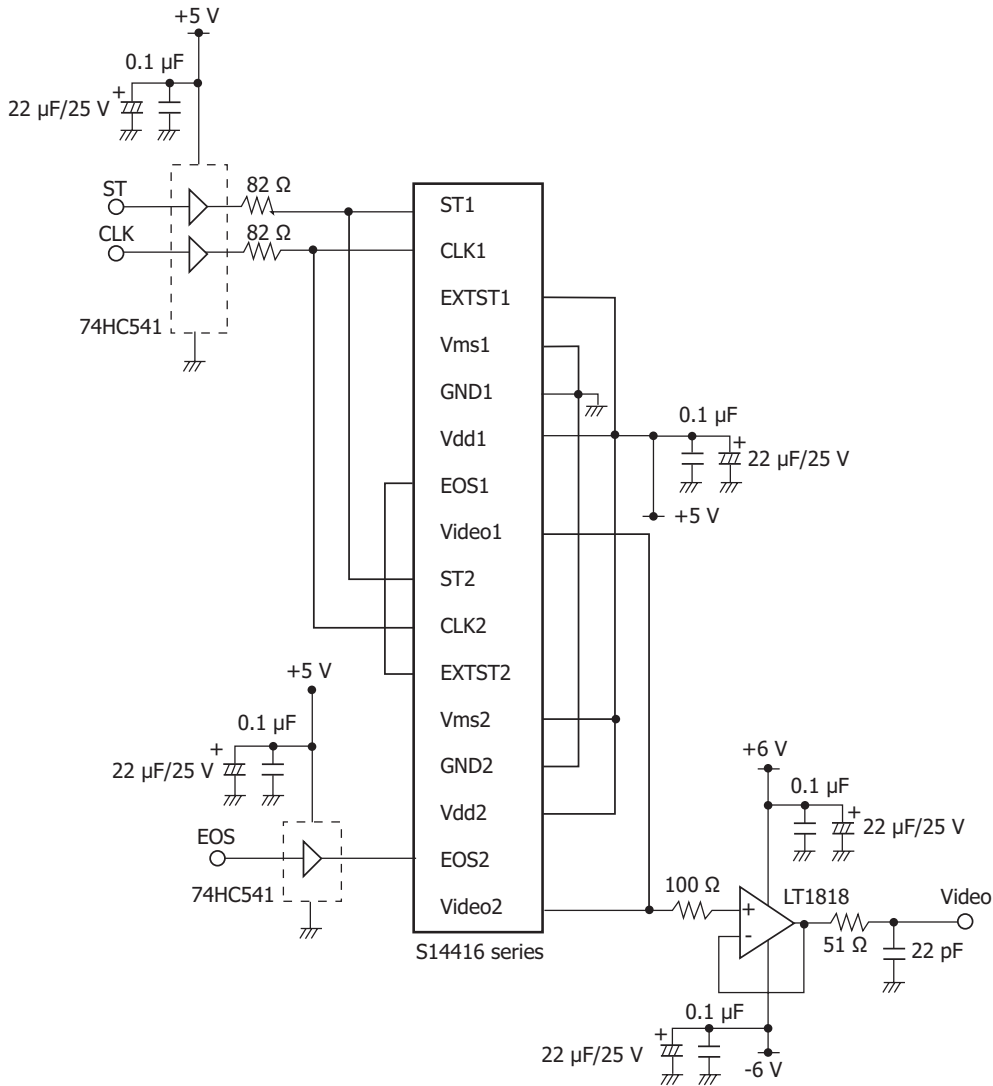 +5 V
0.1 µF
+
22 µF/25 V
ST
82 Ω
CLK
82 Ω
74HC541
ST1
CLK1
EXTST1
Vms1
GND1
Vdd1
EOS1
Video1
ST2
CLK2
EXTST2
Vms2
GND2
Vdd2
EOS2
Video2
S14416 series
0.1 µF
+
22 µF/25 V
+5 V
+5 V
0.1 µF
+
22 µF/25 V
EOS
74HC541
+6 V
0.1 µF
+
22 µF/25 V
100 Ω
LT1818
+
-
51 Ω
Video
22 pF
0.1 µF
+
22 µF/25 V
-6 V